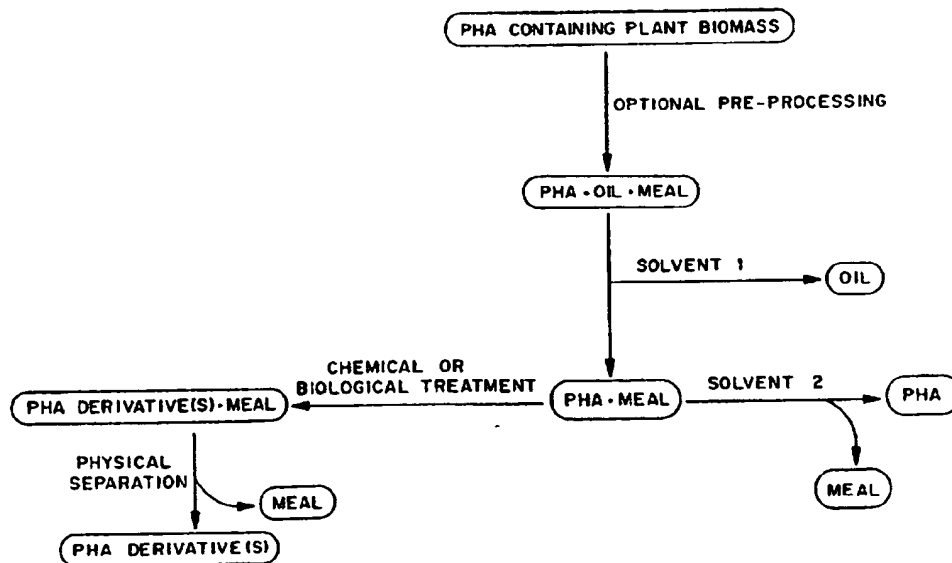 PHA CONTAINING PLANT BIOMASS
OPTIONAL PRE-PROCESSING
PHA • OIL • MEAL
SOLVENT 1
OIL
CHEMICAL OR
BIOLOGICAL TREATMENT
PHA DERIVATIVE(S) • MEAL
PHA • MEAL
SOLVENT 2
PHA
PHYSICAL
SEPARATION
MEAL
MEAL
PHA DERIVATIVE(S)